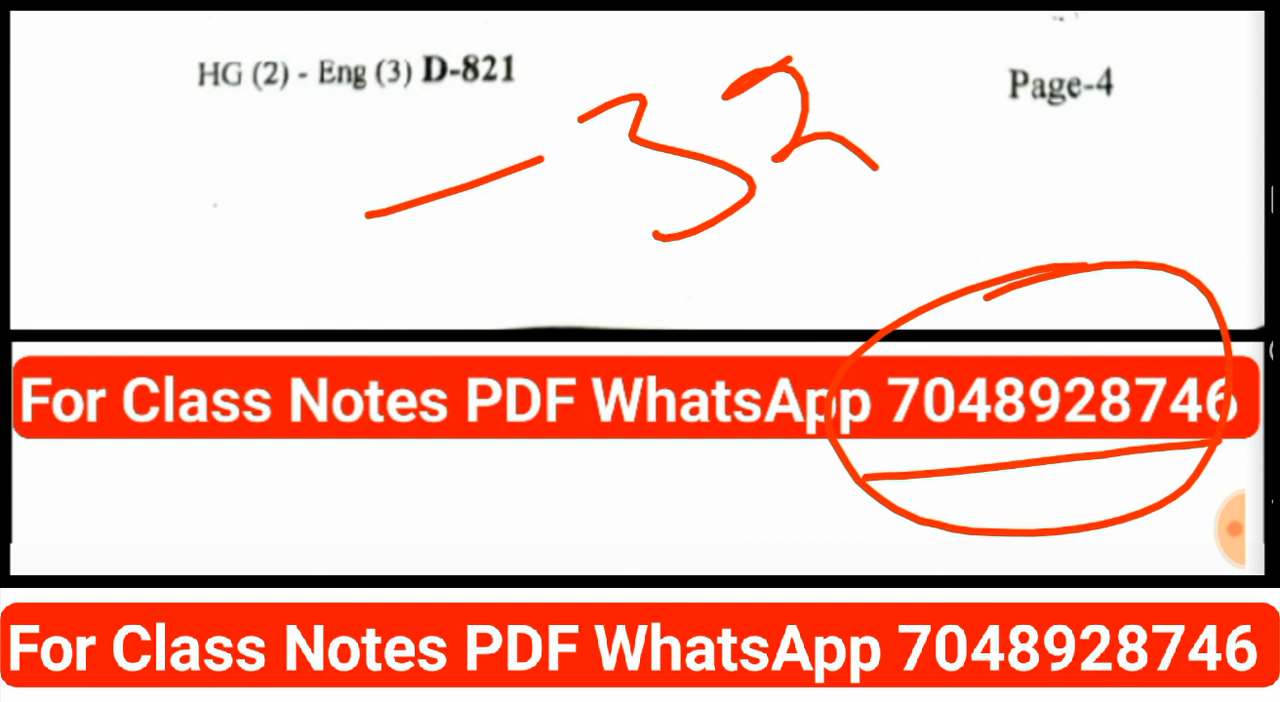 HG (2) - Eng (3) D-821 Page-4
- 32
For Class Notes PDF WhatsApp 7048928746
For Class Notes PDF WhatsApp 7048928746